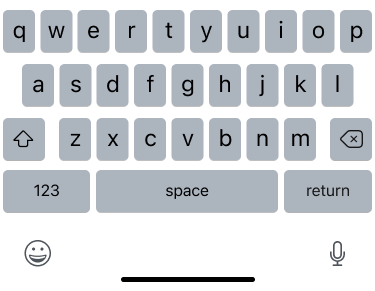 q w e r t y u i o p
a s d f g h j k l
z x c v b n m
123 space return